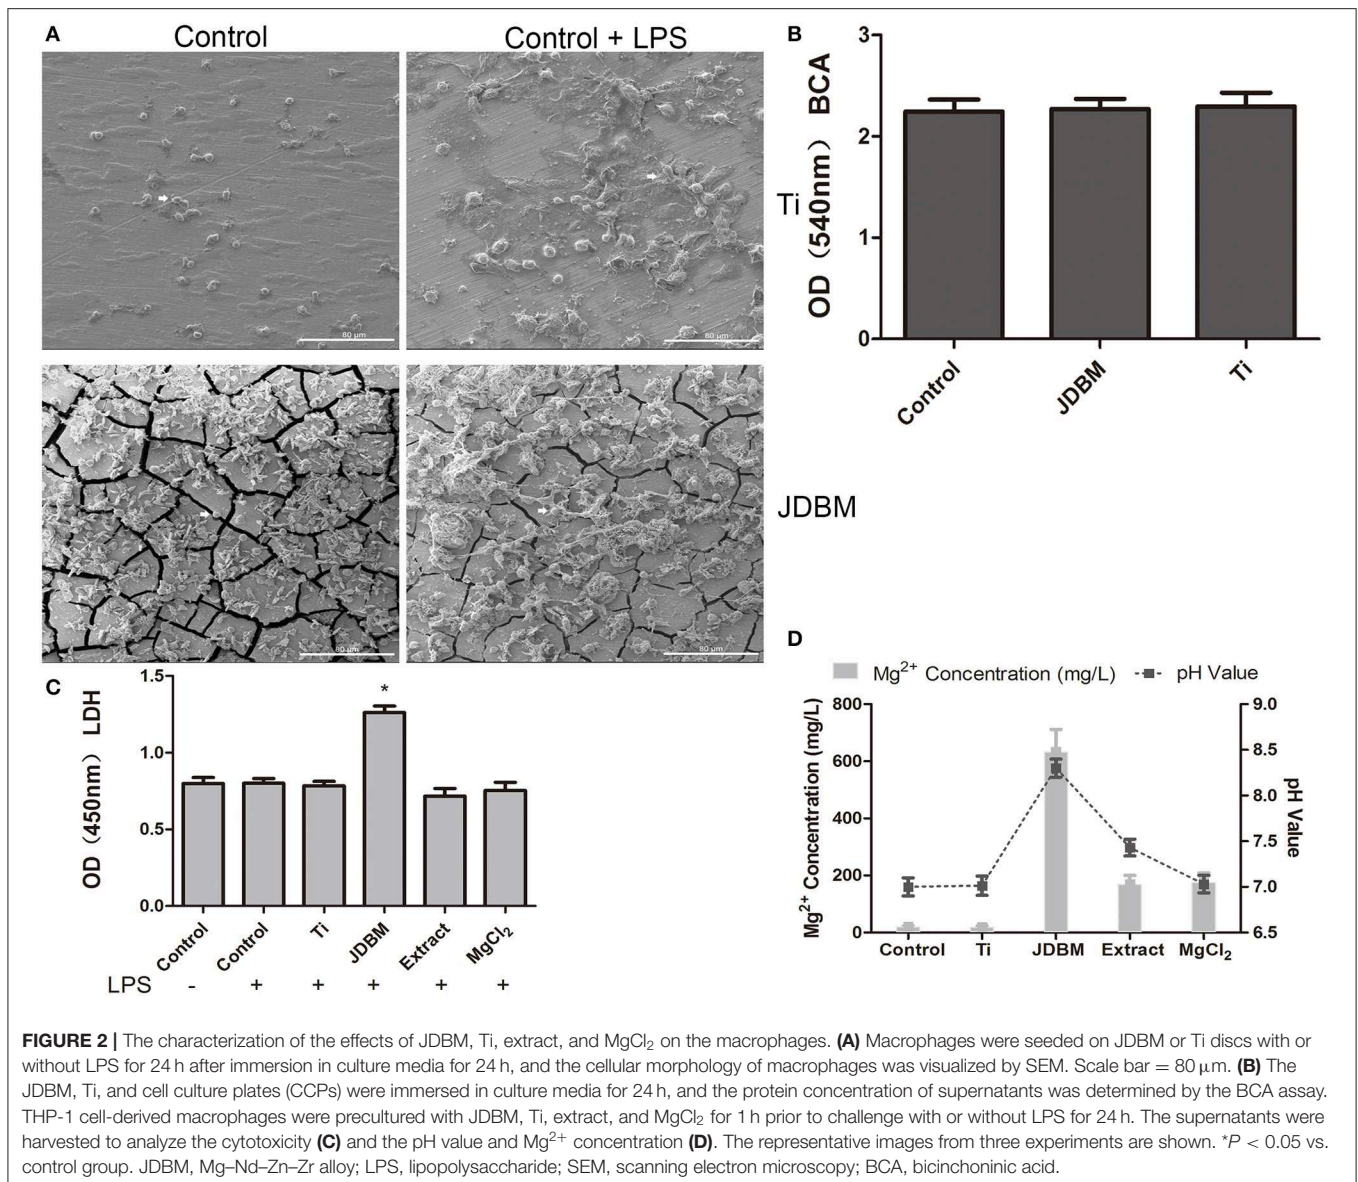 A
Control
Control + LPS
80 µm
80 µm
Ti
80 µm
80 µm
JDBM
B
OD (540nm) BCA
3
2
1
0
Control
JDBM
Ti
C
OD (450nm) LDH
1.5
1.0
0.5
0.0
*
Control
Control
Ti
JDBM
Extract
MgCl₂
LPS - + + + + +
D
Mg²⁺ Concentration (mg/L) pH Value
Mg²⁺ Concentration (mg/L)
800
600
400
200
0
9.0
8.5
8.0
7.5
7.0
6.5
pH Value
Control Ti JDBM Extract MgCl₂
FIGURE 2 | The characterization of the effects of JDBM, Ti, extract, and MgCl₂ on the macrophages. (A) Macrophages were seeded on JDBM or Ti discs with or
without LPS for 24 h after immersion in culture media for 24 h, and the cellular morphology of macrophages was visualized by SEM. Scale bar = 80 µm. (B) The
JDBM, Ti, and cell culture plates (CCPs) were immersed in culture media for 24 h, and the protein concentration of supernatants was determined by the BCA assay.
THP-1 cell-derived macrophages were precultured with JDBM, Ti, extract, and MgCl₂ for 1 h prior to challenge with or without LPS for 24 h. The supernatants were
harvested to analyze the cytotoxicity (C) and the pH value and Mg²⁺ concentration (D). The representative images from three experiments are shown. *P < 0.05 vs.
control group. JDBM, Mg–Nd–Zn–Zr alloy; LPS, lipopolysaccharide; SEM, scanning electron microscopy; BCA, bicinchoninic acid.